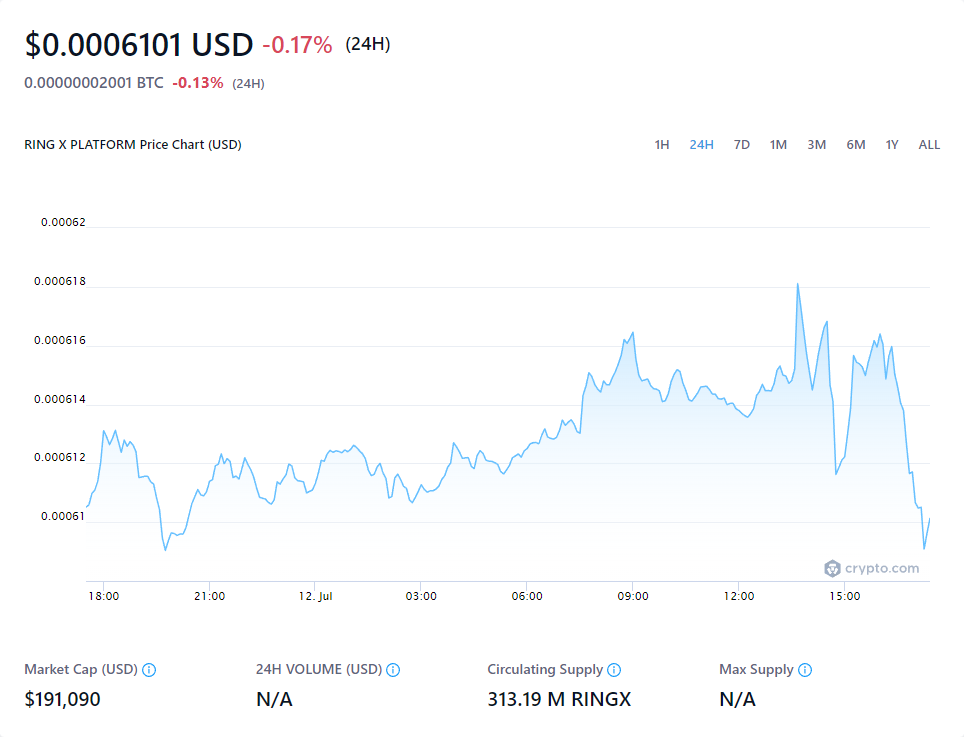 $0.0006101 USD -0.17% (24H)
0.00000002001 BTC -0.13% (24H)
RING X PLATFORM Price Chart (USD) 1H 24H 7D 1M 3M 6M 1Y ALL
0.00062
0.000618
0.000616
0.000614
0.000612
0.00061
crypto.com
18:00 21:00 12. Jul 03:00 06:00 09:00 12:00 15:00
Market Cap (USD) 24H VOLUME (USD) Circulating Supply Max Supply
$191,090 N/A 313.19 M RINGX N/A